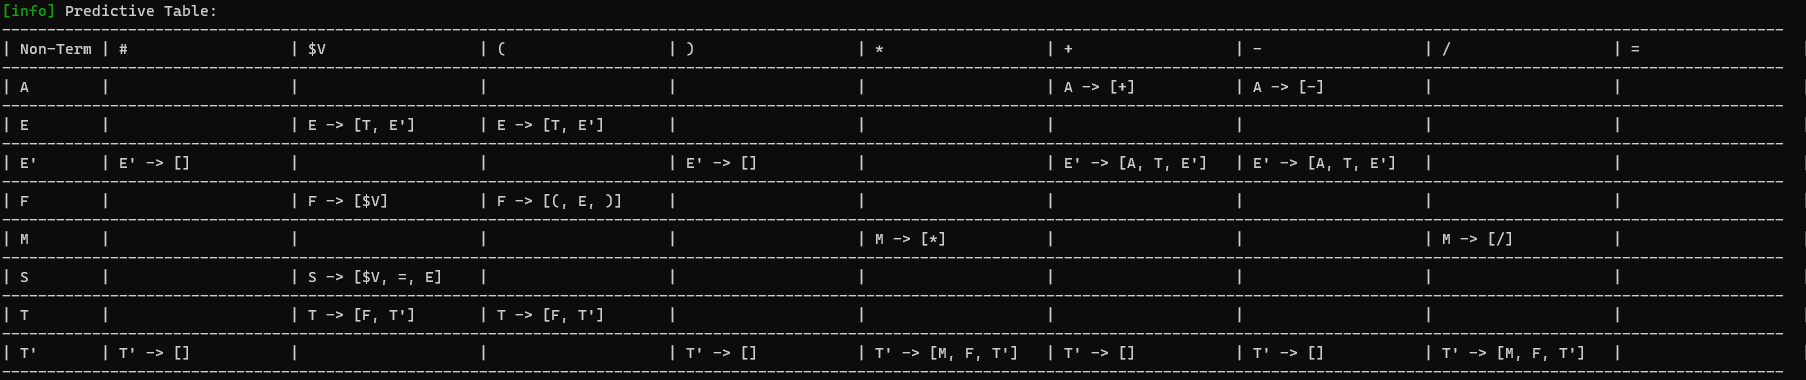 [info] Predictive Table:
| Non-Term | # | $V | ( | ) | * | + | - | / | = |
| A | | | | | | A -> [+] | A -> [-] | | |
| E | | E -> [T, E'] | E -> [T, E'] | | | | | | |
| E' | E' -> [] | | | E' -> [] | | E' -> [A, T, E'] | E' -> [A, T, E'] | | |
| F | | F -> [$V] | F -> [(, E, )] | | | | | | |
| M | | | | | M -> [*] | | | M -> [/] | |
| S | | S -> [$V, =, E] | | | | | | | |
| T | | T -> [F, T'] | T -> [F, T'] | | | | | | |
| T' | T' -> [] | | | T' -> [] | T' -> [M, F, T'] | T' -> [] | T' -> [] | T' -> [M, F, T'] | |